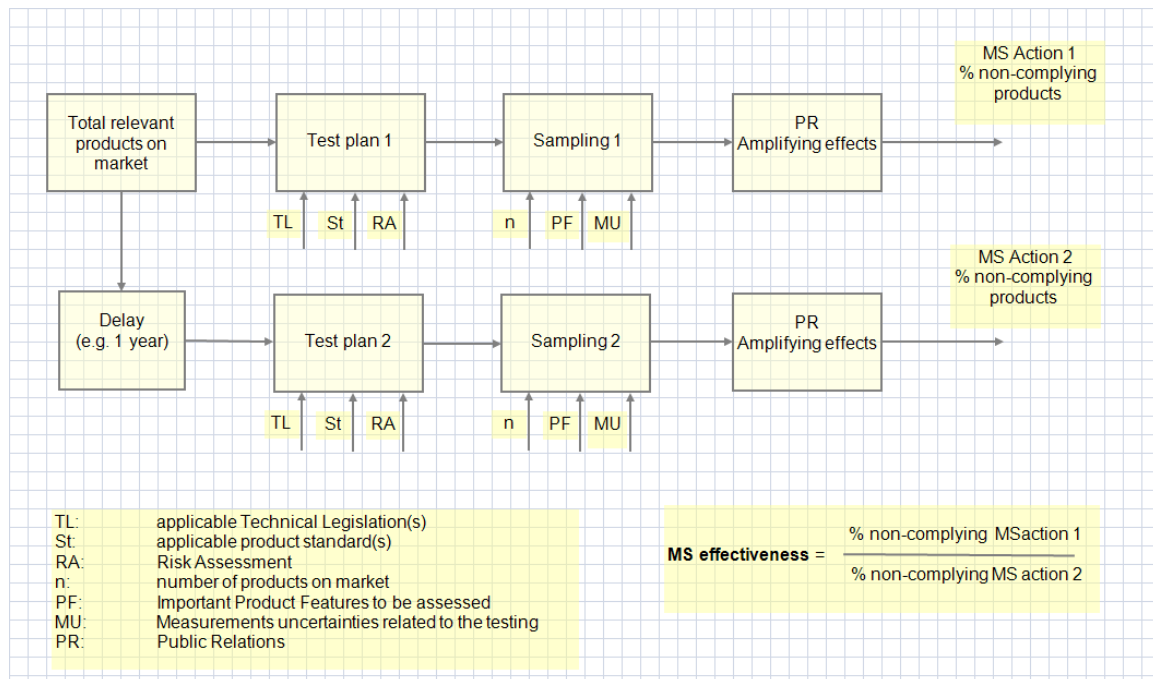 MS Action 1
% non-complying
products
Total relevant
products on
market
Test plan 1
Sampling 1
PR
Amplifying effects
TL
St
RA
n
PF
MU
MS Action 2
% non-complying
products
Delay
(e.g. 1 year)
Test plan 2
Sampling 2
PR
Amplifying effects
TL
St
RA
n
PF
MU
TL: applicable Technical Legislation(s)
St: applicable product standard(s)
RA: Risk Assessment
n: number of products on market
PF: Important Product Features to be assessed
MU: Measurements uncertainties related to the testing
PR: Public Relations
% non-complying MSaction 1
MS effectiveness =
% non-complying MS action 2